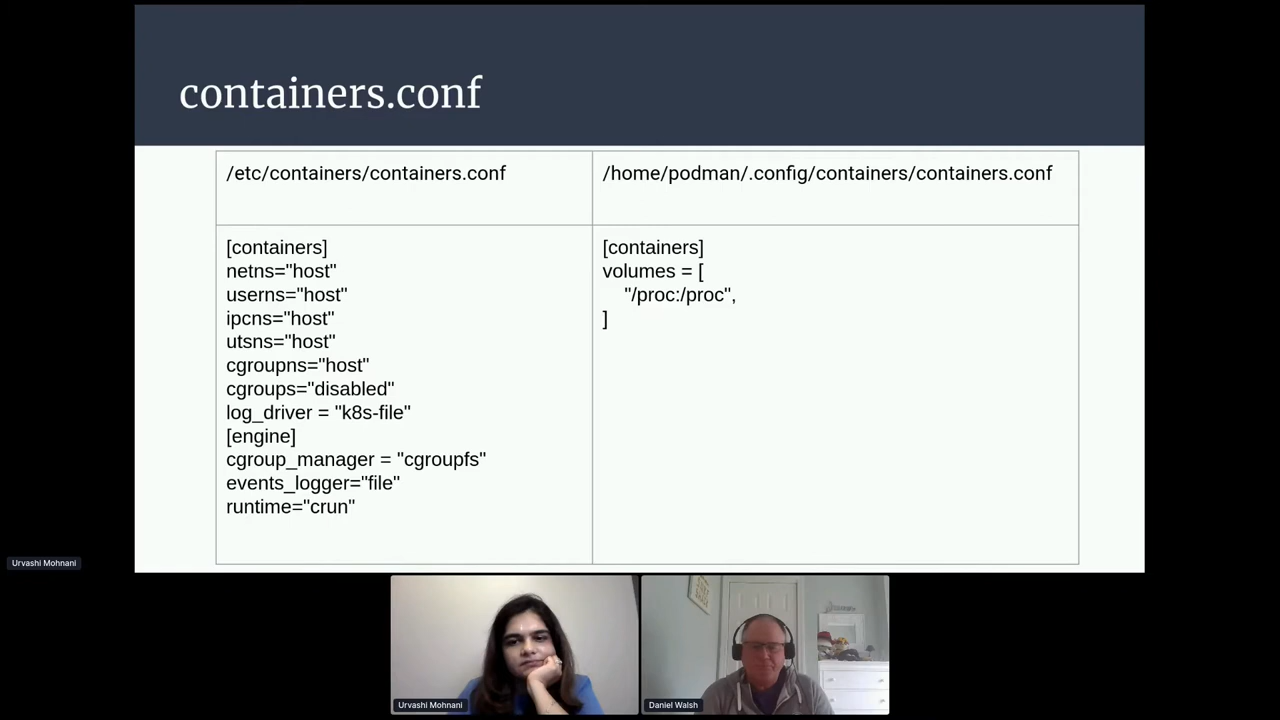 containers.conf
/etc/containers/containers.conf
/home/podman/.config/containers/containers.conf
[containers]
netns="host"
userns="host"
ipcns="host"
utsns="host"
cgroupns="host"
cgroups="disabled"
log_driver = "k8s-file"
[engine]
cgroup_manager = "cgroupfs"
events_logger="file"
runtime="crun"
[containers]
volumes = [
"/proc:/proc",
]
Urvashi Mohnani
Urvashi Mohnani
Daniel Walsh